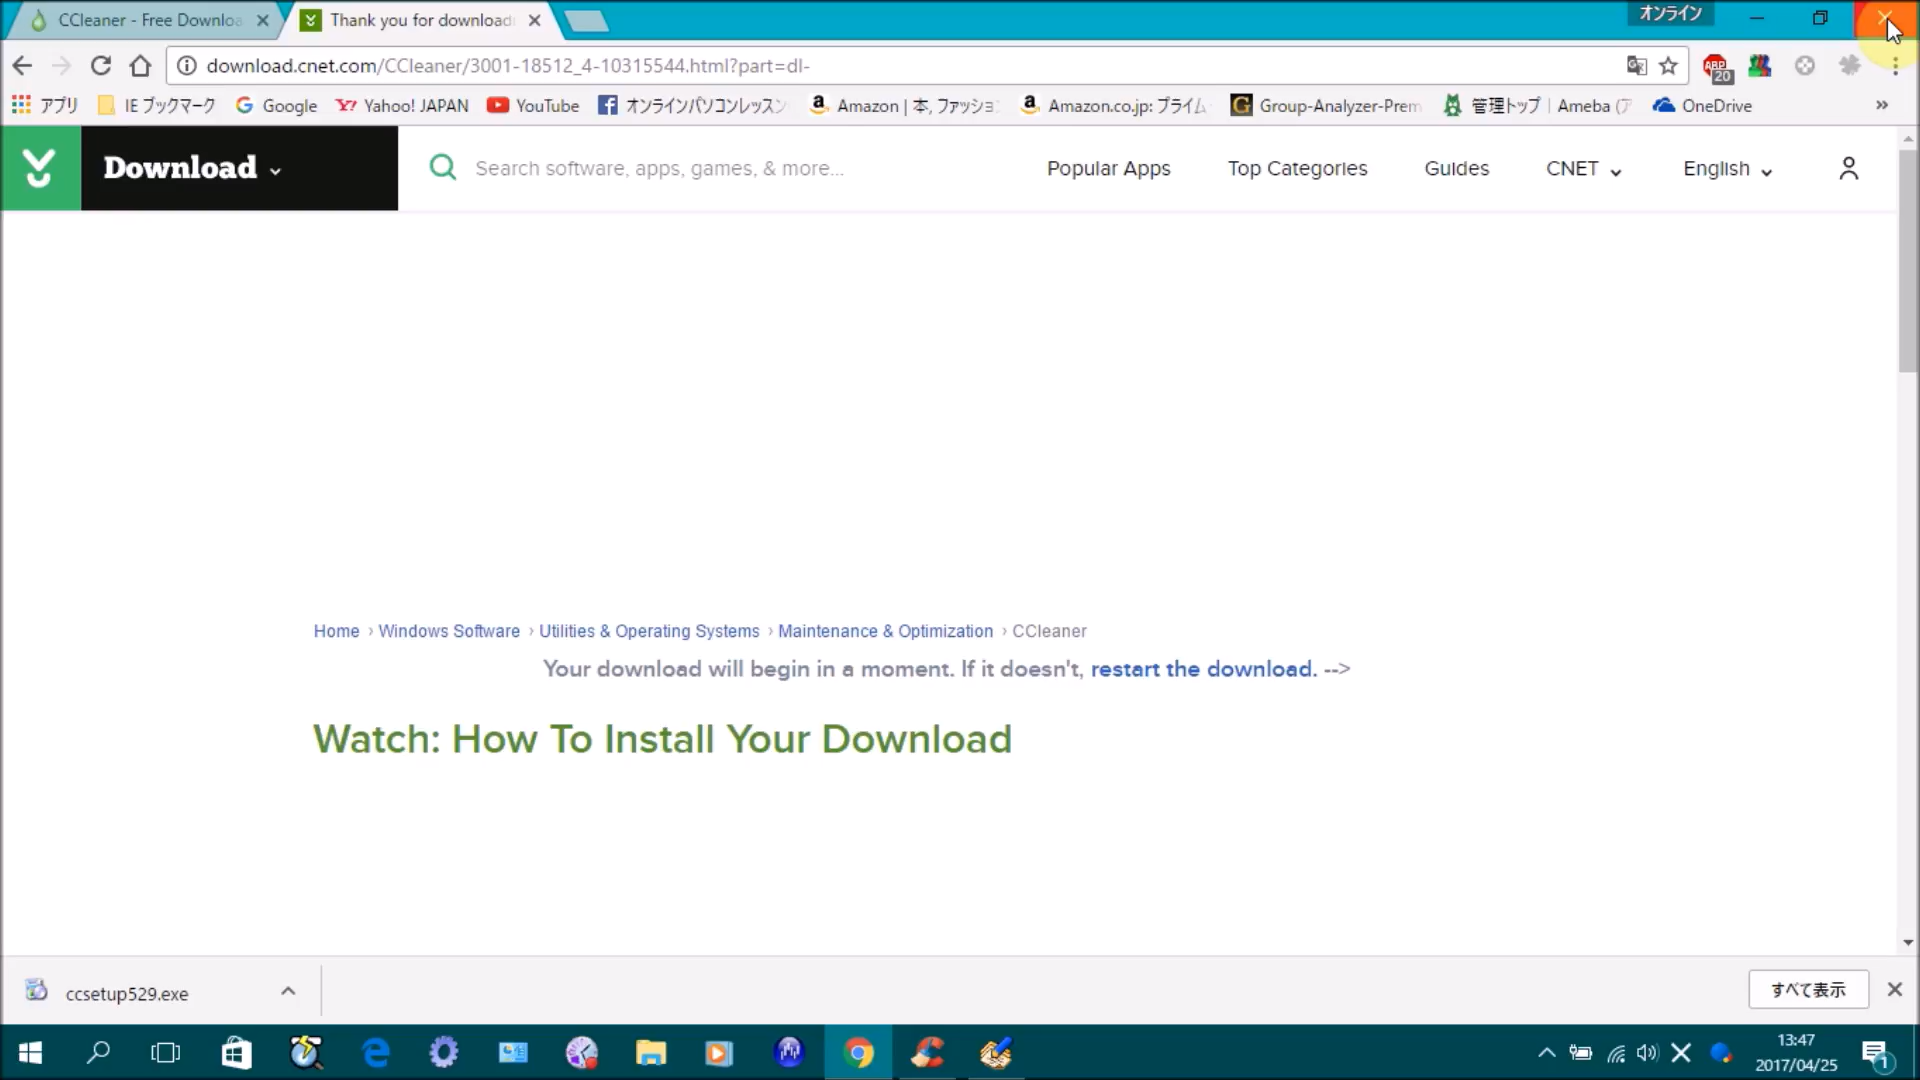 CCleaner - Free Downloa
Thank you for download
オンライン
download.cnet.com/CCleaner/3001-18512_4-10315544.html?part=dl-
ABP
20
アプリ
IE ブックマーク
Google
Yahoo! JAPAN
YouTube
オンラインパソコンレッスン
Amazon | 本, ファッショ
Amazon.co.jp: プライム
Group-Analyzer-Prem
管理トップ | Ameba (ア
OneDrive
Download
Search software, apps, games, & more...
Popular Apps
Top Categories
Guides
CNET
English
Home › Windows Software › Utilities & Operating Systems › Maintenance & Optimization › CCleaner
Your download will begin in a moment. If it doesn't, restart the download. -->
Watch: How To Install Your Download
ccsetup529.exe
すべて表示
13:47
2017/04/25
1